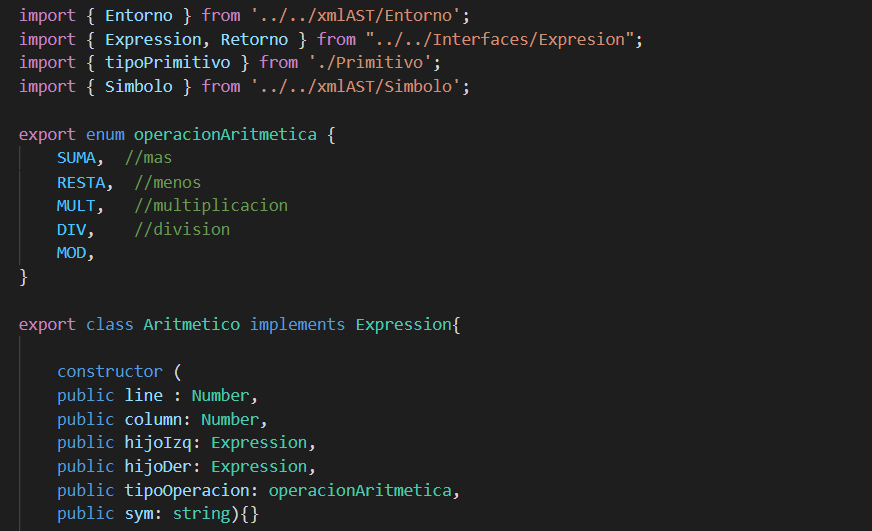 import { Entorno } from '../../xmlAST/Entorno';
import { Expression, Retorno } from "../../Interfaces/Expresion";
import { tipoPrimitivo } from './Primitivo';
import { Simbolo } from '../../xmlAST/Simbolo';
export enum operacionAritmetica {
SUMA,  //mas
RESTA,  //menos
MULT,   //multiplicacion
DIV,    //division
MOD,
}
export class Aritmetico implements Expression{
constructor (
public line : Number,
public column: Number,
public hijoIzq: Expression,
public hijoDer: Expression,
public tipoOperacion: operacionAritmetica,
public sym: string){}